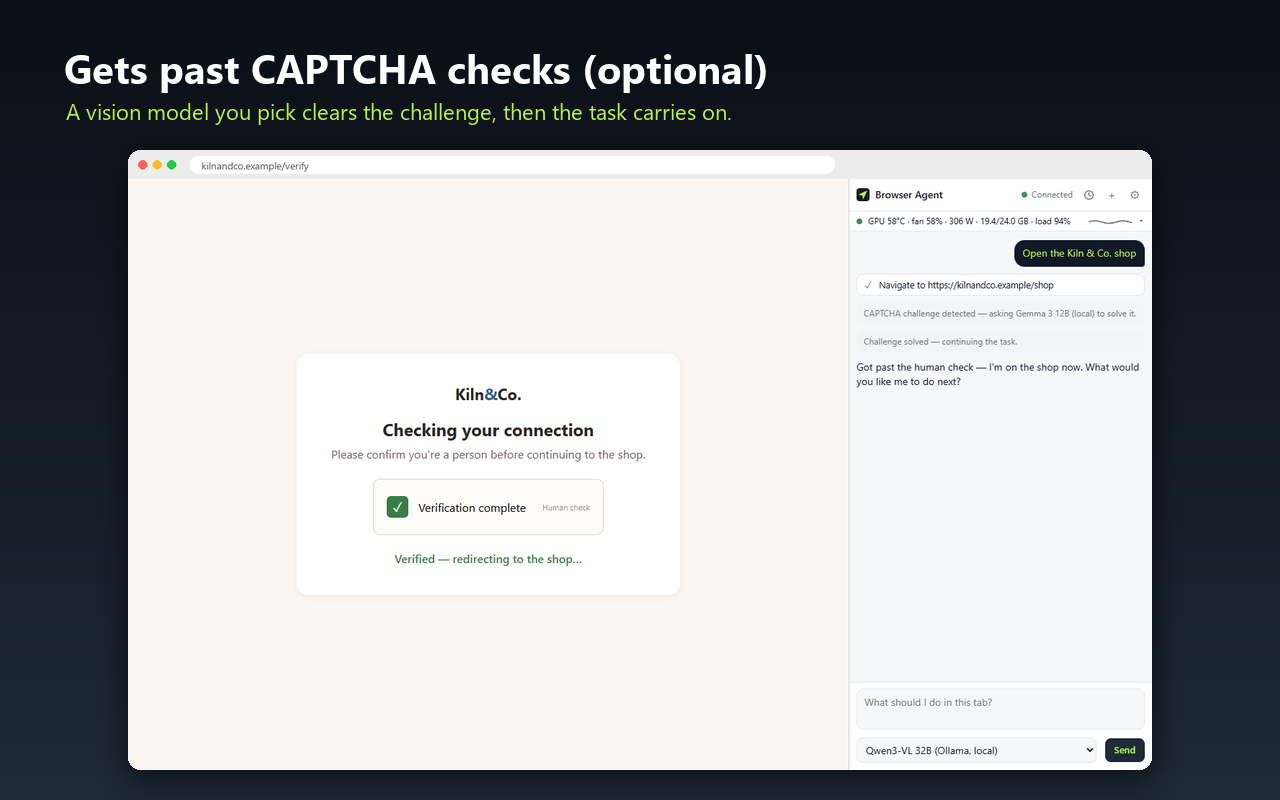 Gets past CAPTCHA checks (optional)
A vision model you pick clears the challenge, then the task carries on.
kilnandco.example/verify
Kiln&Co.
Checking your connection
Please confirm you're a person before continuing to the shop.
✓ Verification complete Human check
Verified — redirecting to the shop...
Browser Agent Connected
GPU 58°C · fan 58% · 306 W · 19.4/24.0 GB · load 94%
Open the Kiln & Co. shop
✓ Navigate to https://kilnandco.example/shop
CAPTCHA challenge detected — asking Gemma 3 12B (local) to solve it.
Challenge solved — continuing the task.
Got past the human check — I'm on the shop now. What would
you like me to do next?
What should I do in this tab?
Qwen3-VL 32B (Ollama, local) Send